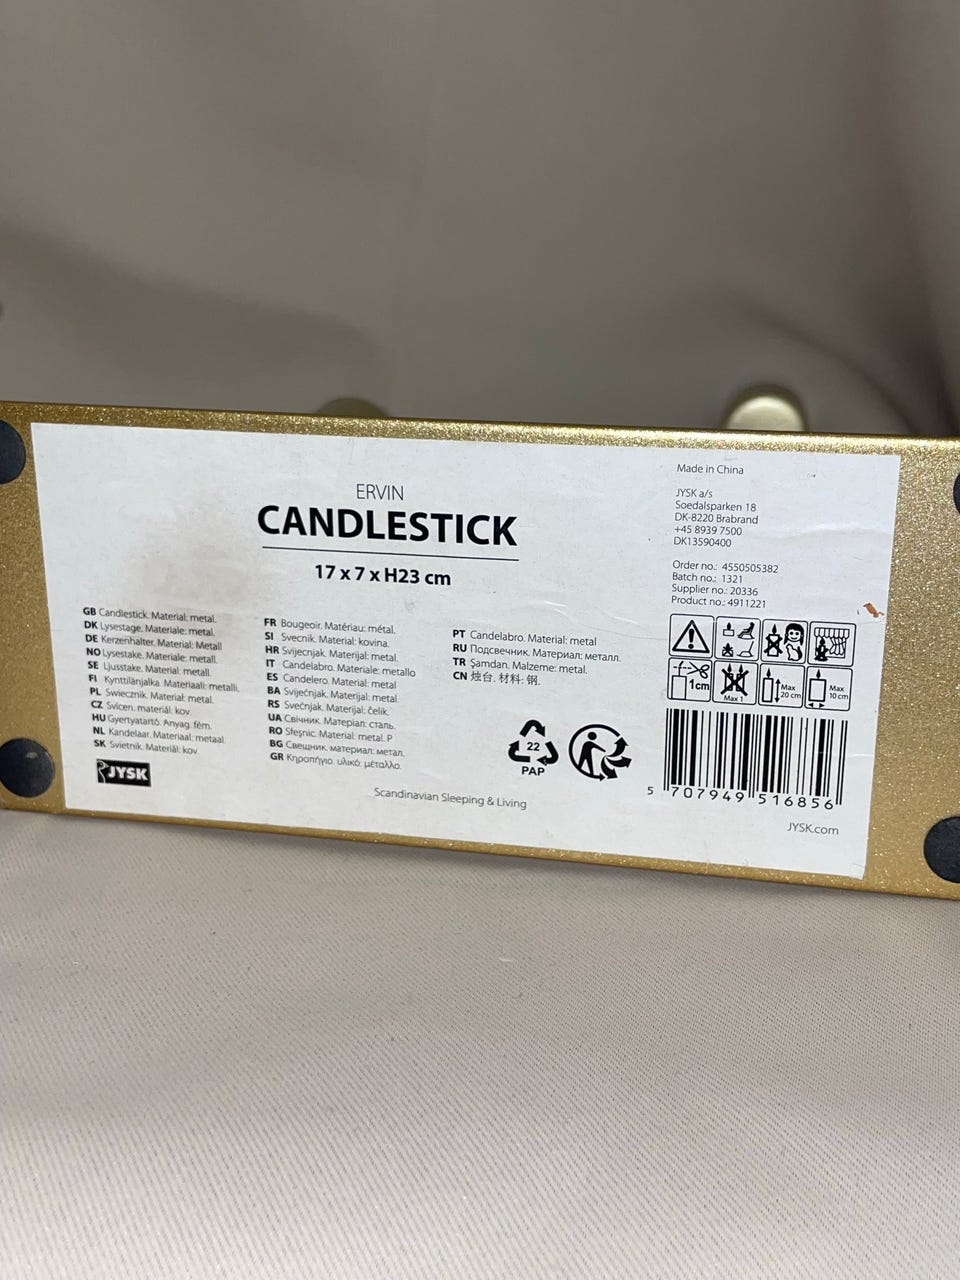 ERVIN
CANDLESTICK
17 x 7 x H23 cm
GB Candlestick. Material: metal.
DK Lysestage. Materiale: metal.
DE Kerzenhalter. Material: Metall
NO Lysestake. Materiale: metall.
SE Ljusstake. Material: metall.
FI Kynttilänjalka. Materiaali: metalli.
PL Świecznik. Materiał: metal.
CZ Svícen. materiál: kov.
HU Gyertyatartó. Anyag: fém.
NL Kandelaar. Materiaal: metaal
SK Svietnik. Materiál: kov
FR Bougeoir. Matériau: métal.
SI Svecnik. Material: kovina.
HR Svijecnjak. Materijal: metal.
IT Candelabro. Materiale: metallo
ES Candelero. Material: metal
BA Sviječnjak. Materijal: metal
RS Svečnjak. Materijal: čelik.
UA Свічник. Матеріал: сталь.
RO Sfeşnic. Material: metal. P
BG Свещник. материал: метал.
GR Κηροπήγιο. υλικό: μέταλλο.
PT Candelabro. Material: metal
RU Подсвечник. Материал: металл.
TR Şamdan. Malzeme: metal.
CN 烛台. 材料: 钢.
JYSK
Scandinavian Sleeping & Living
22
PAP
Made in China
JYSK a/s
Soedalsparken 18
DK-8220 Brabrand
+45 8939 7500
DK13590400
Order no.: 4550505382
Batch no.: 1321
Supplier no.: 20336
Product no.: 4911221
1cm
Max 1
Max 20 cm
Max 10 cm
5 707949 516856
JYSK.com